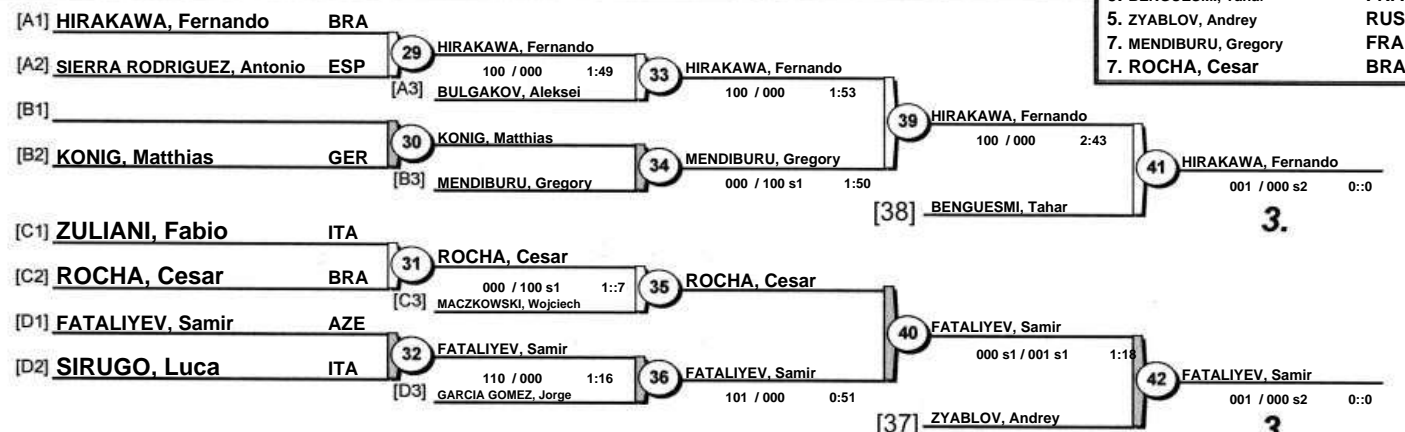 5. ZYABLOV, Andrey RUS
7. MENDIBURU, Gregory FRA
7. ROCHA, Cesar BRA
[A1] HIRAKAWA, Fernando BRA
29 HIRAKAWA, Fernando
[A2] SIERRA RODRIGUEZ, Antonio ESP
100 / 000 1:49
[A3] BULGAKOV, Aleksei
33 HIRAKAWA, Fernando
100 / 000 1:53
[B1]
30 KONIG, Matthias
[B2] KONIG, Matthias GER
[B3] MENDIBURU, Gregory
34 MENDIBURU, Gregory
000 / 100 s1 1:50
39 HIRAKAWA, Fernando
100 / 000 2:43
[38] BENGUESMI, Tahar
41 HIRAKAWA, Fernando
001 / 000 s2 0::0
3.
[C1] ZULIANI, Fabio ITA
31 ROCHA, Cesar
[C2] ROCHA, Cesar BRA
000 / 100 s1 1::7
[C3] MACZKOWSKI, Wojciech
35 ROCHA, Cesar
[D1] FATALIYEV, Samir AZE
32 FATALIYEV, Samir
[D2] SIRUGO, Luca ITA
110 / 000 1:16
[D3] GARCIA GOMEZ, Jorge
36 FATALIYEV, Samir
101 / 000 0:51
40 FATALIYEV, Samir
000 s1 / 001 s1 1:18
[37] ZYABLOV, Andrey
42 FATALIYEV, Samir
001 / 000 s2 0::0
3.